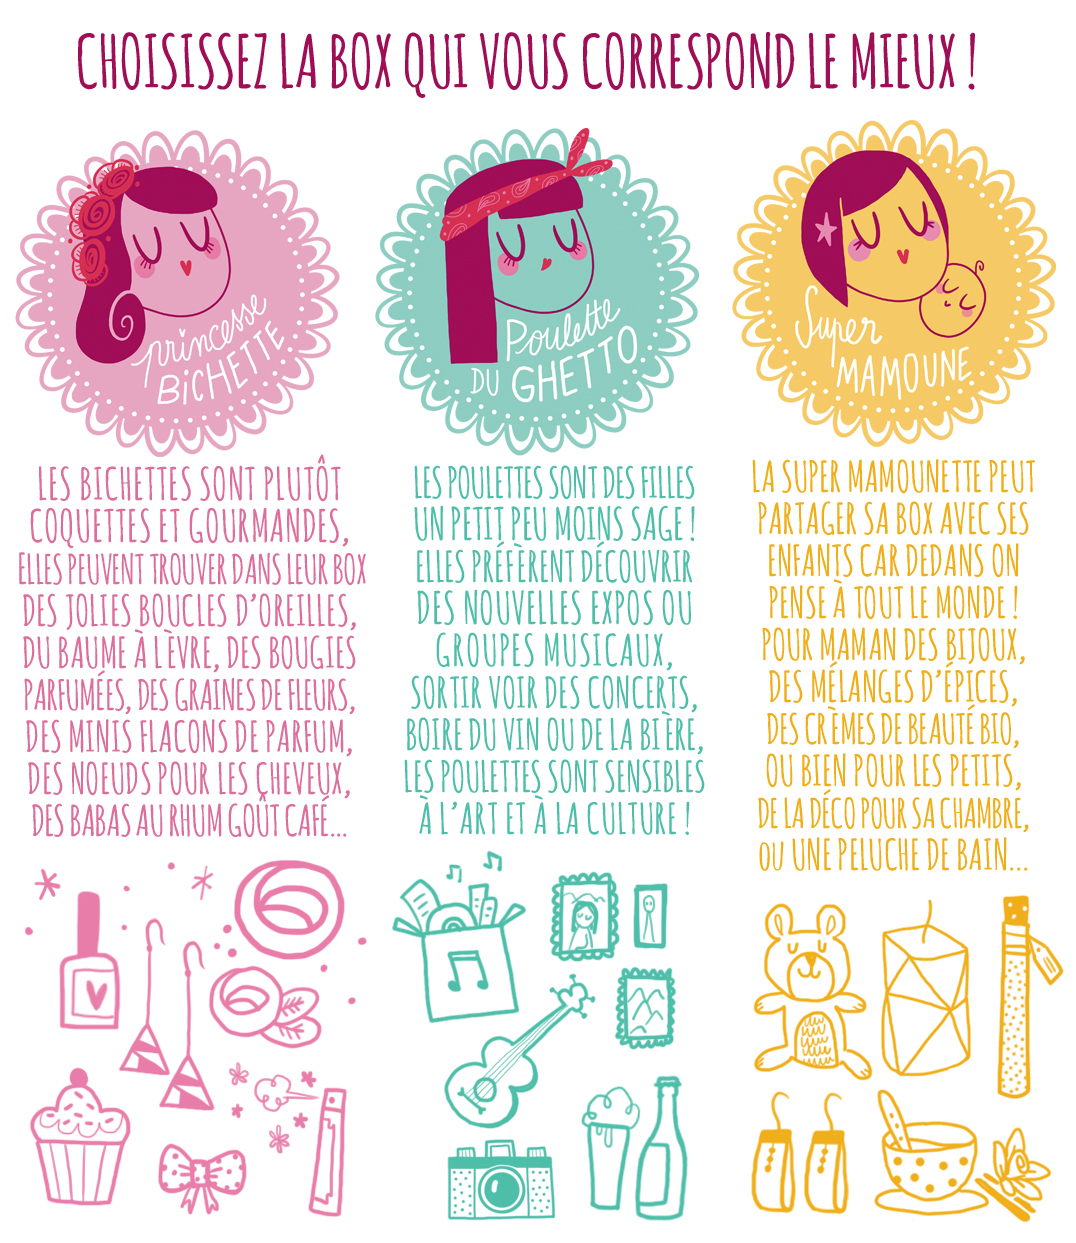 CHOISISSEZ LA BOX QUI VOUS CORRESPOND LE MIEUX !
princesse
BiCHETTE
LES BICHETTES SONT PLUTÔT
COQUETTES ET GOURMANDES,
ELLES PEUVENT TROUVER DANS LEUR BOX
DES JOLIES BOUCLES D'OREILLES,
DU BAUME À LÈVRE, DES BOUGIES
PARFUMÉES, DES GRAINES DE FLEURS,
DES MINIS FLACONS DE PARFUM,
DES NOEUDS POUR LES CHEVEUX,
DES BABAS AU RHUM GOÛT CAFÉ...
Poulette
DU GHETTO
LES POULETTES SONT DES FILLES
UN PETIT PEU MOINS SAGE !
ELLES PRÉFÈRENT DÉCOUVRIR
DES NOUVELLES EXPOS OU
GROUPES MUSICAUX,
SORTIR VOIR DES CONCERTS,
BOIRE DU VIN OU DE LA BIÈRE,
LES POULETTES SONT SENSIBLES
À L'ART ET À LA CULTURE !
Super
MAMOUNE
LA SUPER MAMOUNETTE PEUT
PARTAGER SA BOX AVEC SES
ENFANTS CAR DEDANS ON
PENSE À TOUT LE MONDE !
POUR MAMAN DES BIJOUX,
DES MÉLANGES D'ÉPICES,
DES CRÈMES DE BEAUTÉ BIO,
OU BIEN POUR LES PETITS,
DE LA DÉCO POUR SA CHAMBRE,
OU UNE PELUCHE DE BAIN...